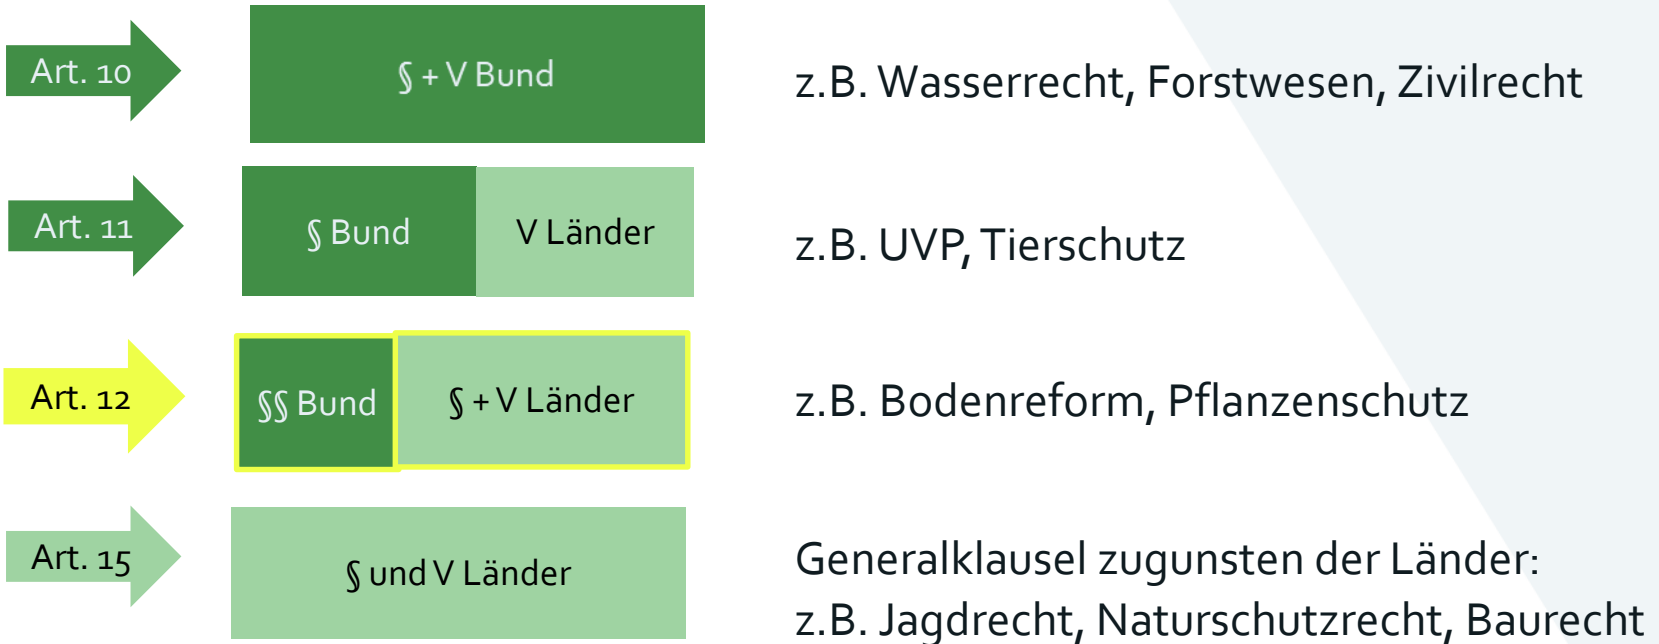 Art. 10
§ + V Bund
z.B. Wasserrecht, Forstwesen, Zivilrecht
Art. 11
§ Bund
V Länder
z.B. UVP, Tierschutz
Art. 12
§§ Bund
§ + V Länder
z.B. Bodenreform, Pflanzenschutz
Art. 15
§ und V Länder
Generalklausel zugunsten der Länder:
z.B. Jagdrecht, Naturschutzrecht, Baurecht